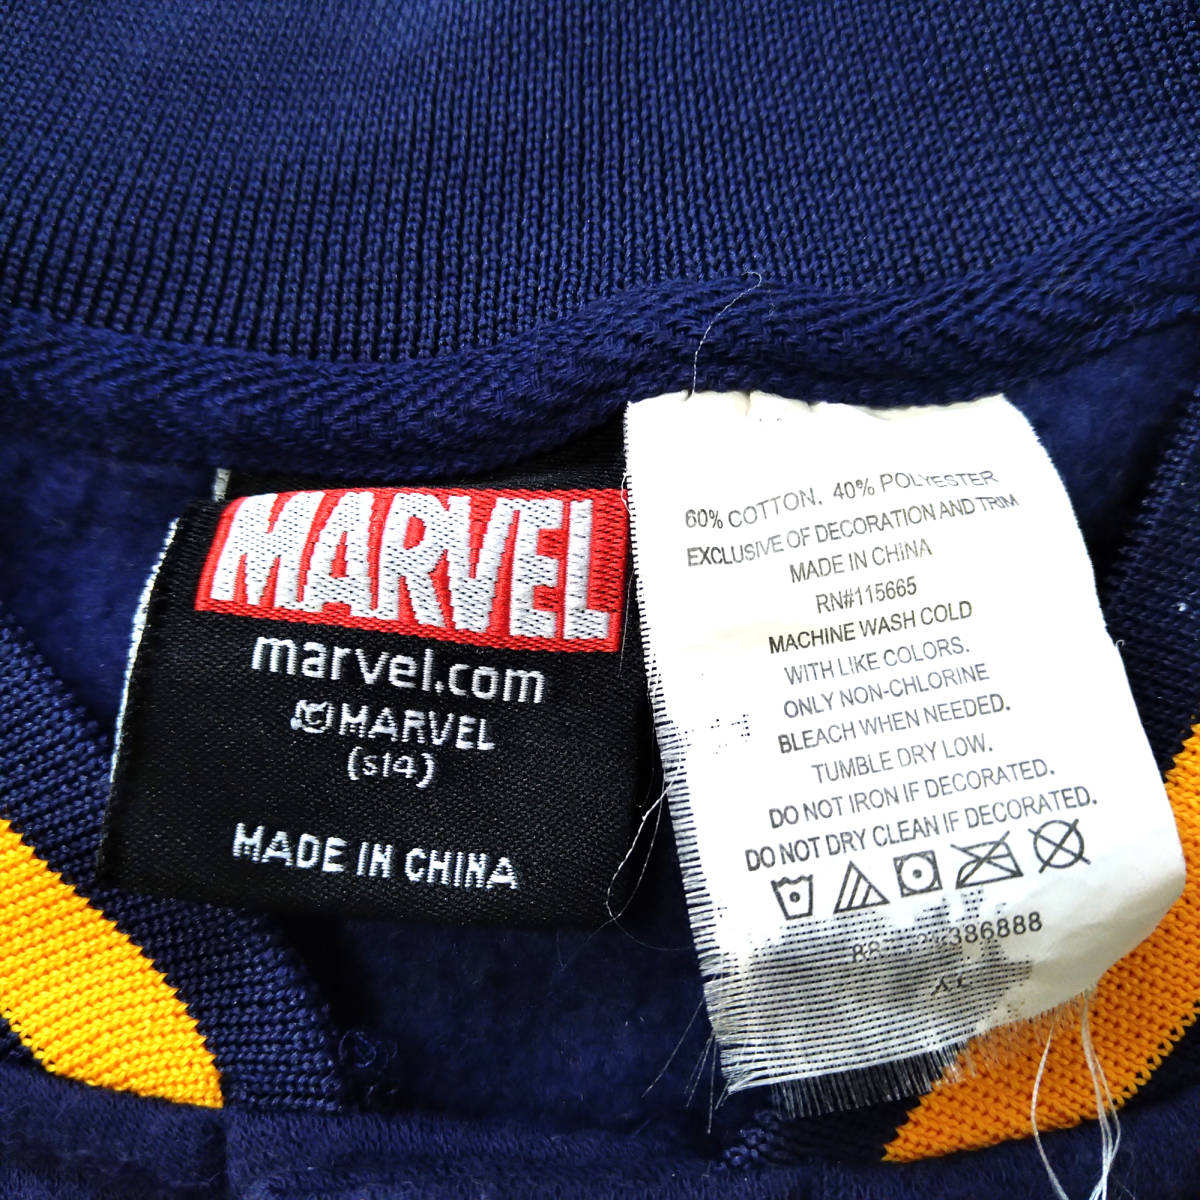 MARVEL
marvel.com
© MARVEL
(s14)
MADE IN CHINA
60% COTTON. 40% POLYESTER
EXCLUSIVE OF DECORATION AND TRIM
MADE IN CHINA
RN#115665
MACHINE WASH COLD
WITH LIKE COLORS.
ONLY NON-CHLORINE
BLEACH WHEN NEEDED.
TUMBLE DRY LOW.
DO NOT IRON IF DECORATED.
DO NOT DRY CLEAN IF DECORATED.